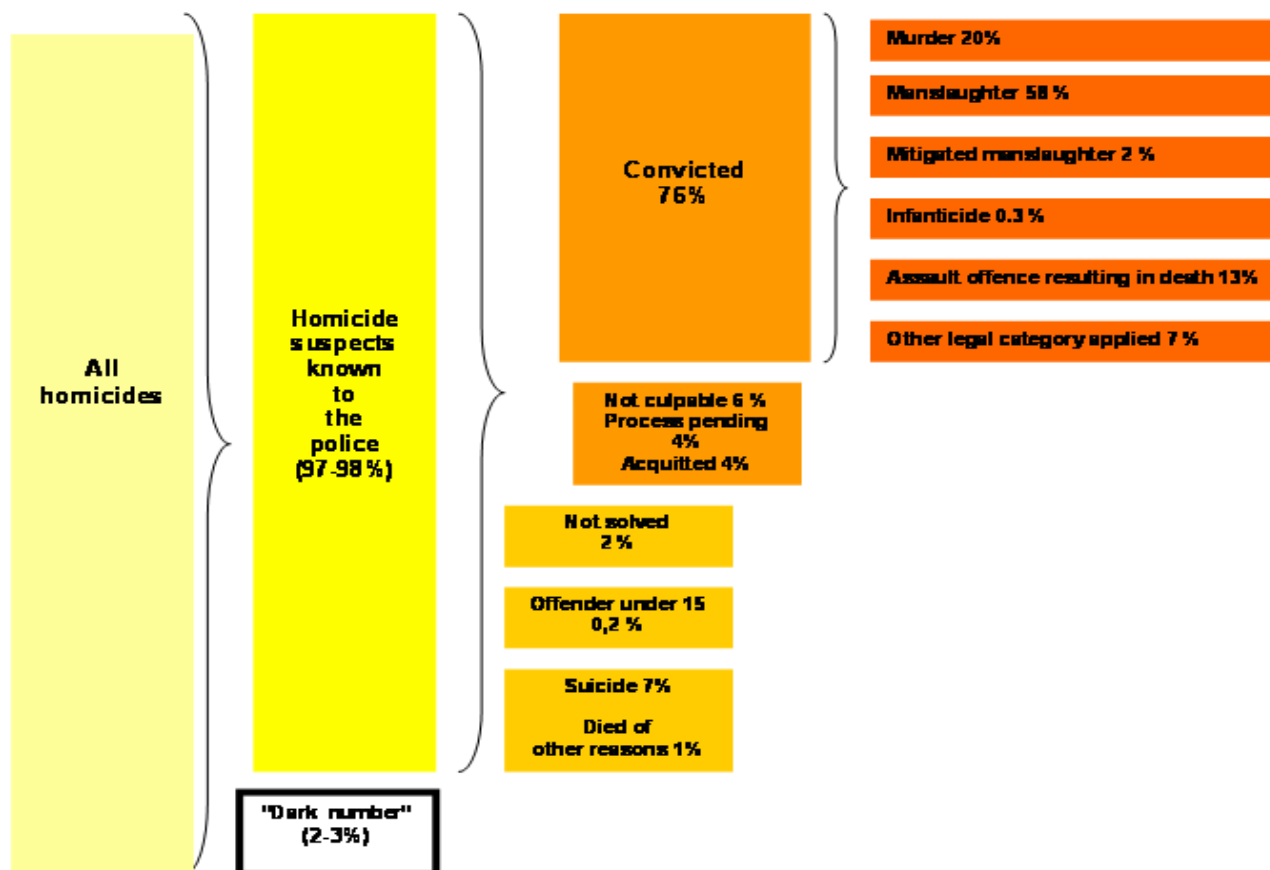 All
homicides
Homicide
suspects
known
to
the
police
(97-98%)
"Dark number"
(2-3%)
Convicted
76%
Not culpable 6 %
Process pending
4%
Acquitted 4%
Not solved
2 %
Offender under 15
0,2 %
Suicide 7%
Died of
other reasons 1%
Murder 20%
Manslaughter 58 %
Mitigated manslaughter 2 %
Infanticide 0.3 %
Assault offence resulting in death 13%
Other legal category applied 7 %